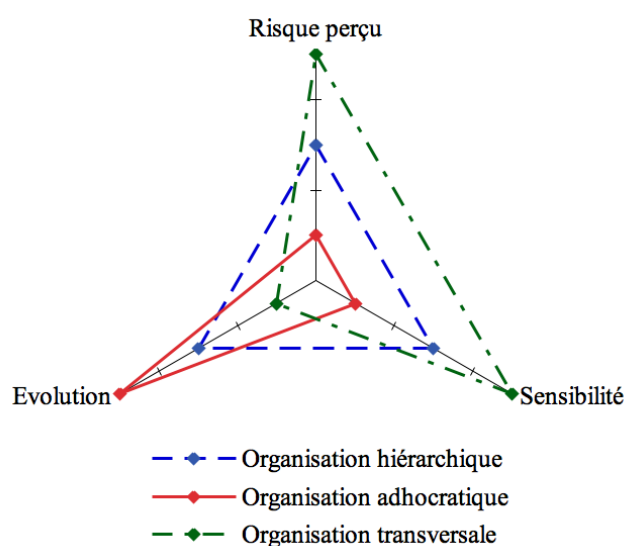 Risque perçu
Evolution
Sensibilité
Organisation hiérarchique
Organisation adhocratique
Organisation transversale